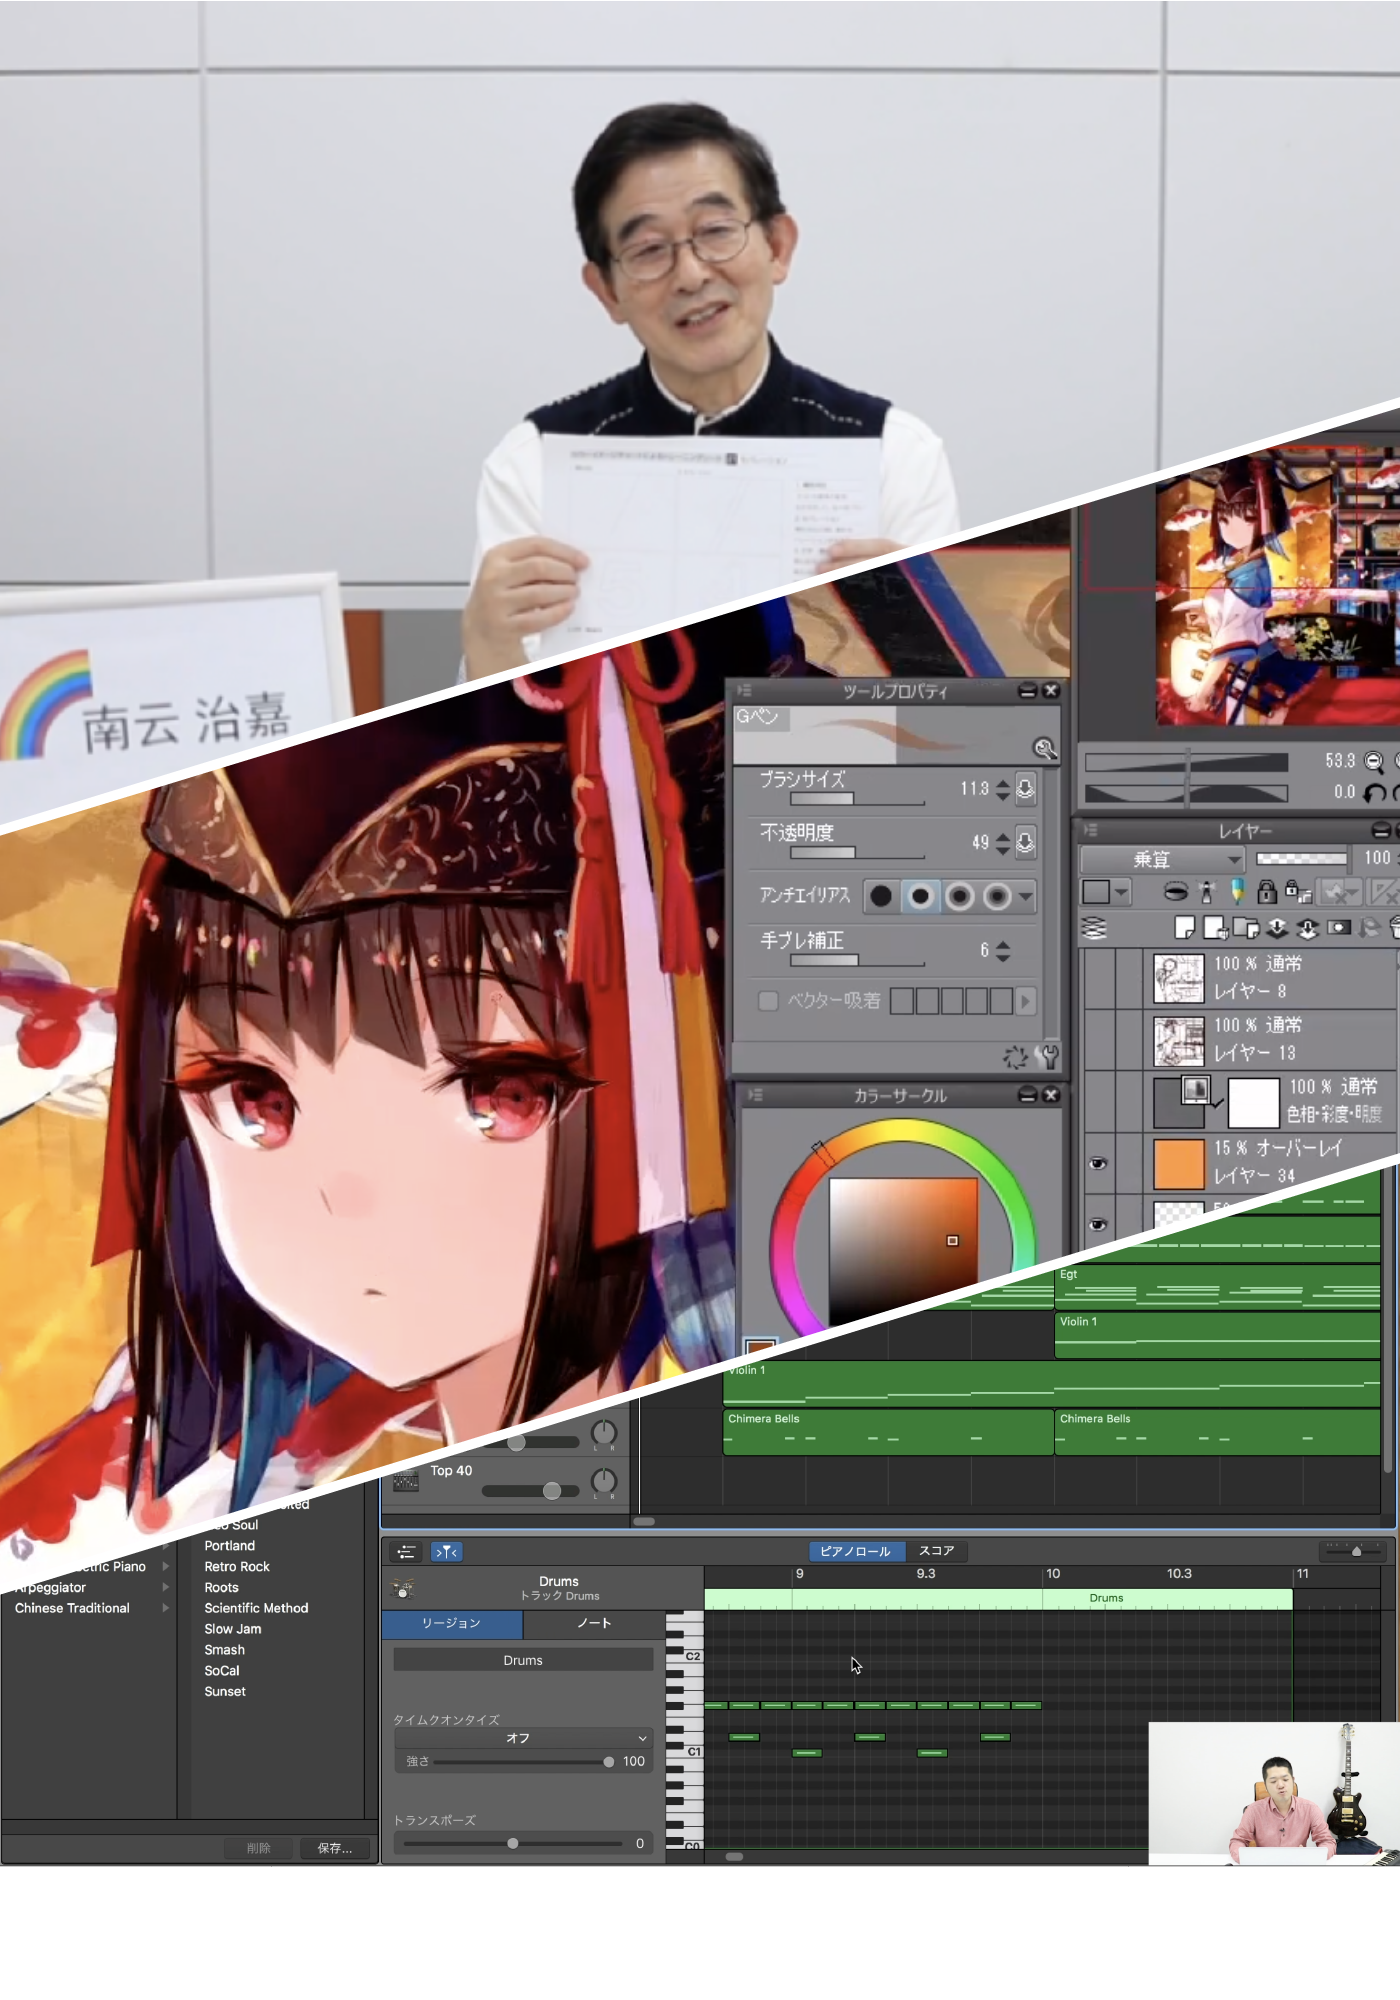 南云 治嘉
ツールプロパティ
Gペン
ブラシサイズ 11.3
不透明度 49
アンチエイリアス
手ブレ補正 6
ベクター吸着
カラーサークル
53.3
0.0
レイヤー
乗算 100
100 % 通常
レイヤー 8
100 % 通常
レイヤー 13
100 % 通常
色相・彩度・明度
15 % オーバーレイ
レイヤー 34
Egt
Violin 1
Violin 1
Chimera Bells Chimera Bells
L R
Top 40
L R
Soul
Portland
Electric Piano Retro Rock
Arpeggiator Roots
Chinese Traditional Scientific Method
Slow Jam
Smash
SoCal
Sunset
削除 保存...
ピアノロール スコア
Drums
トラック Drums
9 9.3 10 10.3 11
Drums
リージョン ノート
Drums
C2
タイムクオンタイズ
オフ
C1
強さ 100
トランスポーズ
0
C0